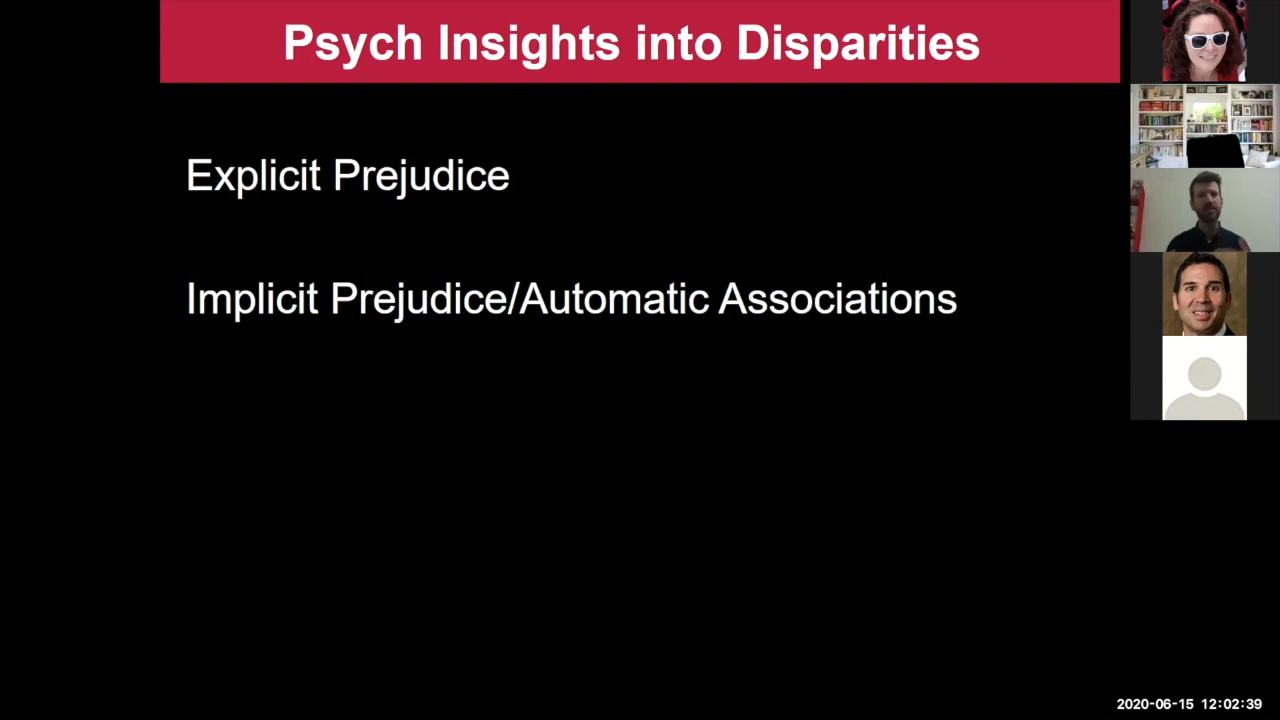 Psych Insights into Disparities
Explicit Prejudice
Implicit Prejudice/Automatic Associations
2020-06-15 12:02:39